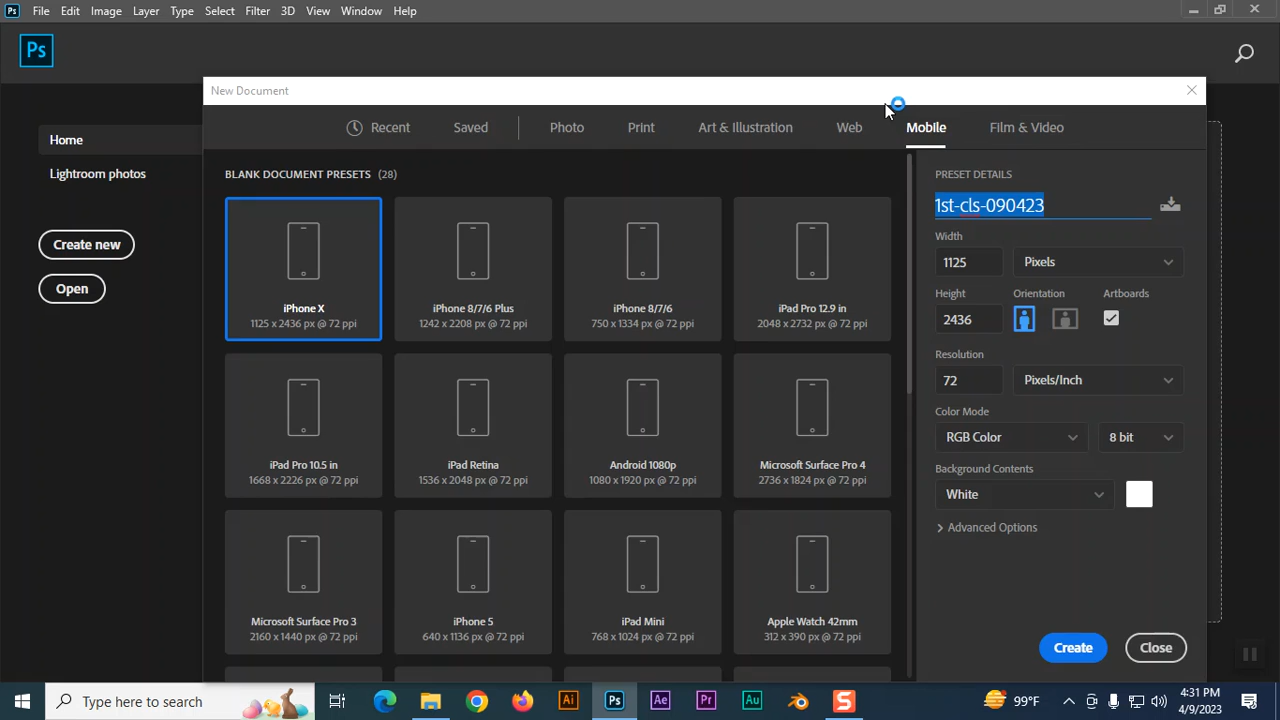 Ps File Edit Image Layer Type Select Filter 3D View Window Help
Ps
New Document
Recent Saved Photo Print Art & Illustration Web Mobile Film & Video
Home
Lightroom photos
Create new
Open
BLANK DOCUMENT PRESETS (28)
iPhone X
1125 x 2436 px @ 72 ppi
iPhone 8/7/6 Plus
1242 x 2208 px @ 72 ppi
iPhone 8/7/6
750 x 1334 px @ 72 ppi
iPad Pro 12.9 in
2048 x 2732 px @ 72 ppi
iPad Pro 10.5 in
1668 x 2226 px @ 72 ppi
iPad Retina
1536 x 2048 px @ 72 ppi
Android 1080p
1080 x 1920 px @ 72 ppi
Microsoft Surface Pro 4
2736 x 1824 px @ 72 ppi
Microsoft Surface Pro 3
2160 x 1440 px @ 72 ppi
iPhone 5
640 x 1136 px @ 72 ppi
iPad Mini
768 x 1024 px @ 72 ppi
Apple Watch 42mm
312 x 390 px @ 72 ppi
PRESET DETAILS
1st-cls-090423
Width
1125 Pixels
Height Orientation Artboards
2436
Resolution
72 Pixels/Inch
Color Mode
RGB Color 8 bit
Background Contents
White
Advanced Options
Create Close
Type here to search
Ai Ps Ae Pr Au S
99°F
4:31 PM
4/9/2023